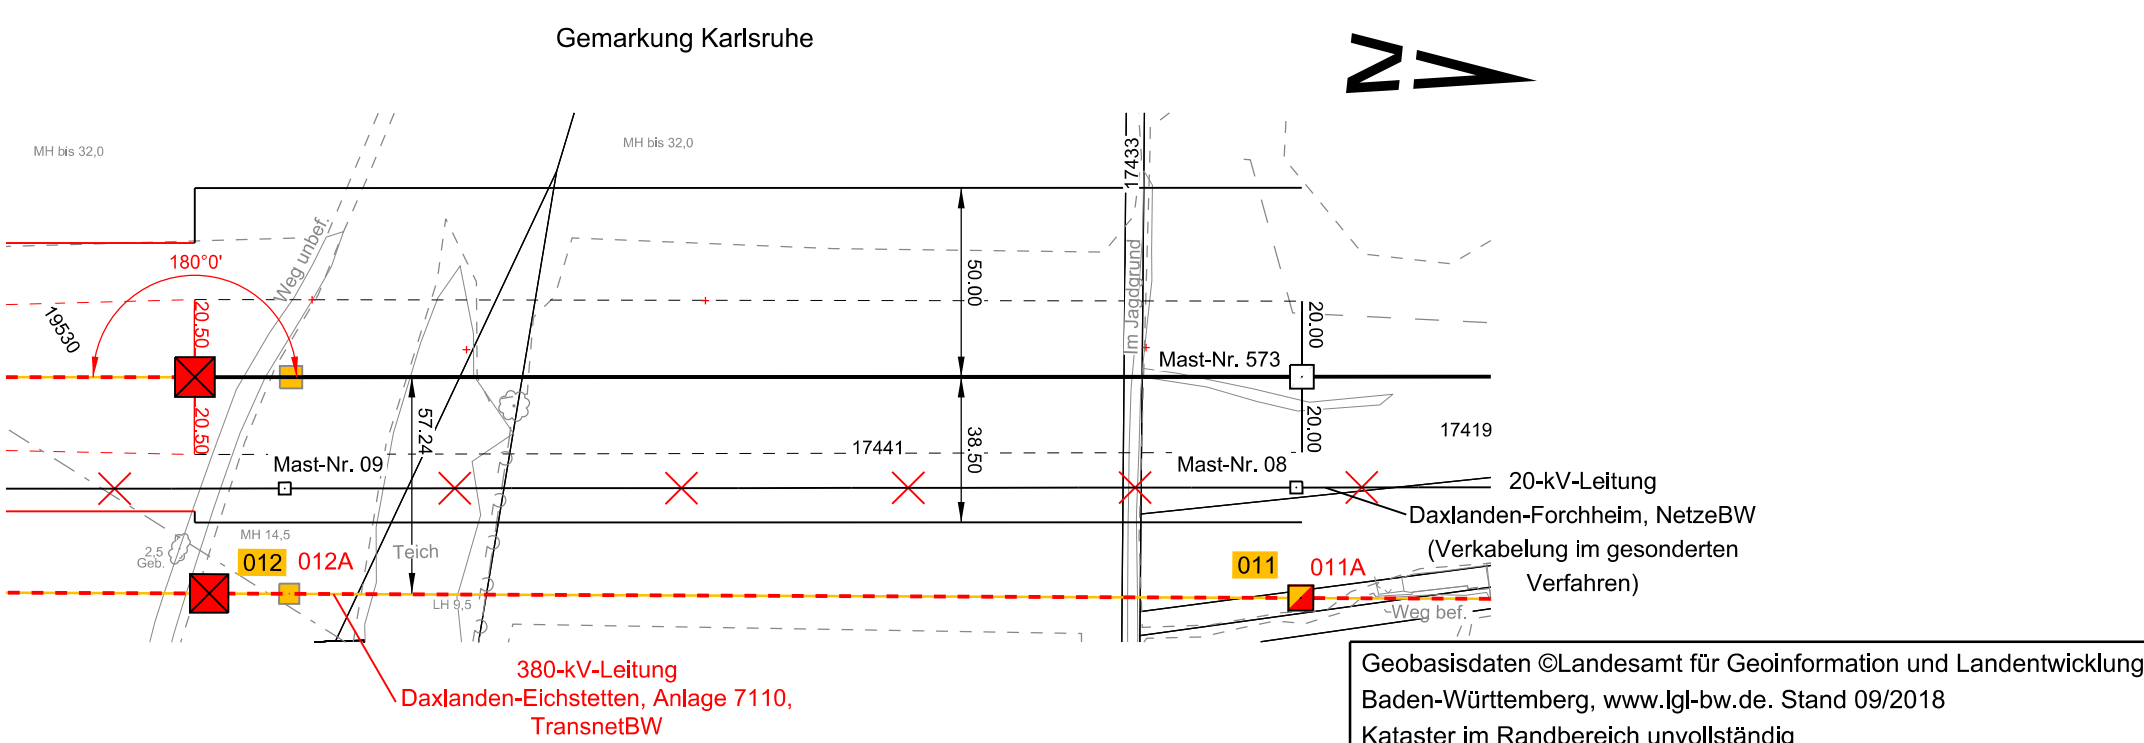 Gemarkung Karlsruhe
N
MH bis 32,0
MH bis 32,0
17433
Weg unbef.
180°0'
Im Jagdgrund
50.00
19530
20.50
20.00
Mast-Nr. 573
20.50
57.24
38.50
20.00
17441
17419
Mast-Nr. 09
Mast-Nr. 08
20-kV-Leitung
Daxlanden-Forchheim, NetzeBW
(Verkabelung im gesonderten
Verfahren)
MH 14,5
2,5
Geb.
Teich
012
012A
011
011A
LH 9,5
Weg bef.
380-kV-Leitung
Daxlanden-Eichstetten, Anlage 7110,
TransnetBW
Geobasisdaten ©Landesamt für Geoinformation und Landentwicklung
Baden-Württemberg, www.lgl-bw.de. Stand 09/2018
Kataster im Randbereich unvollständig